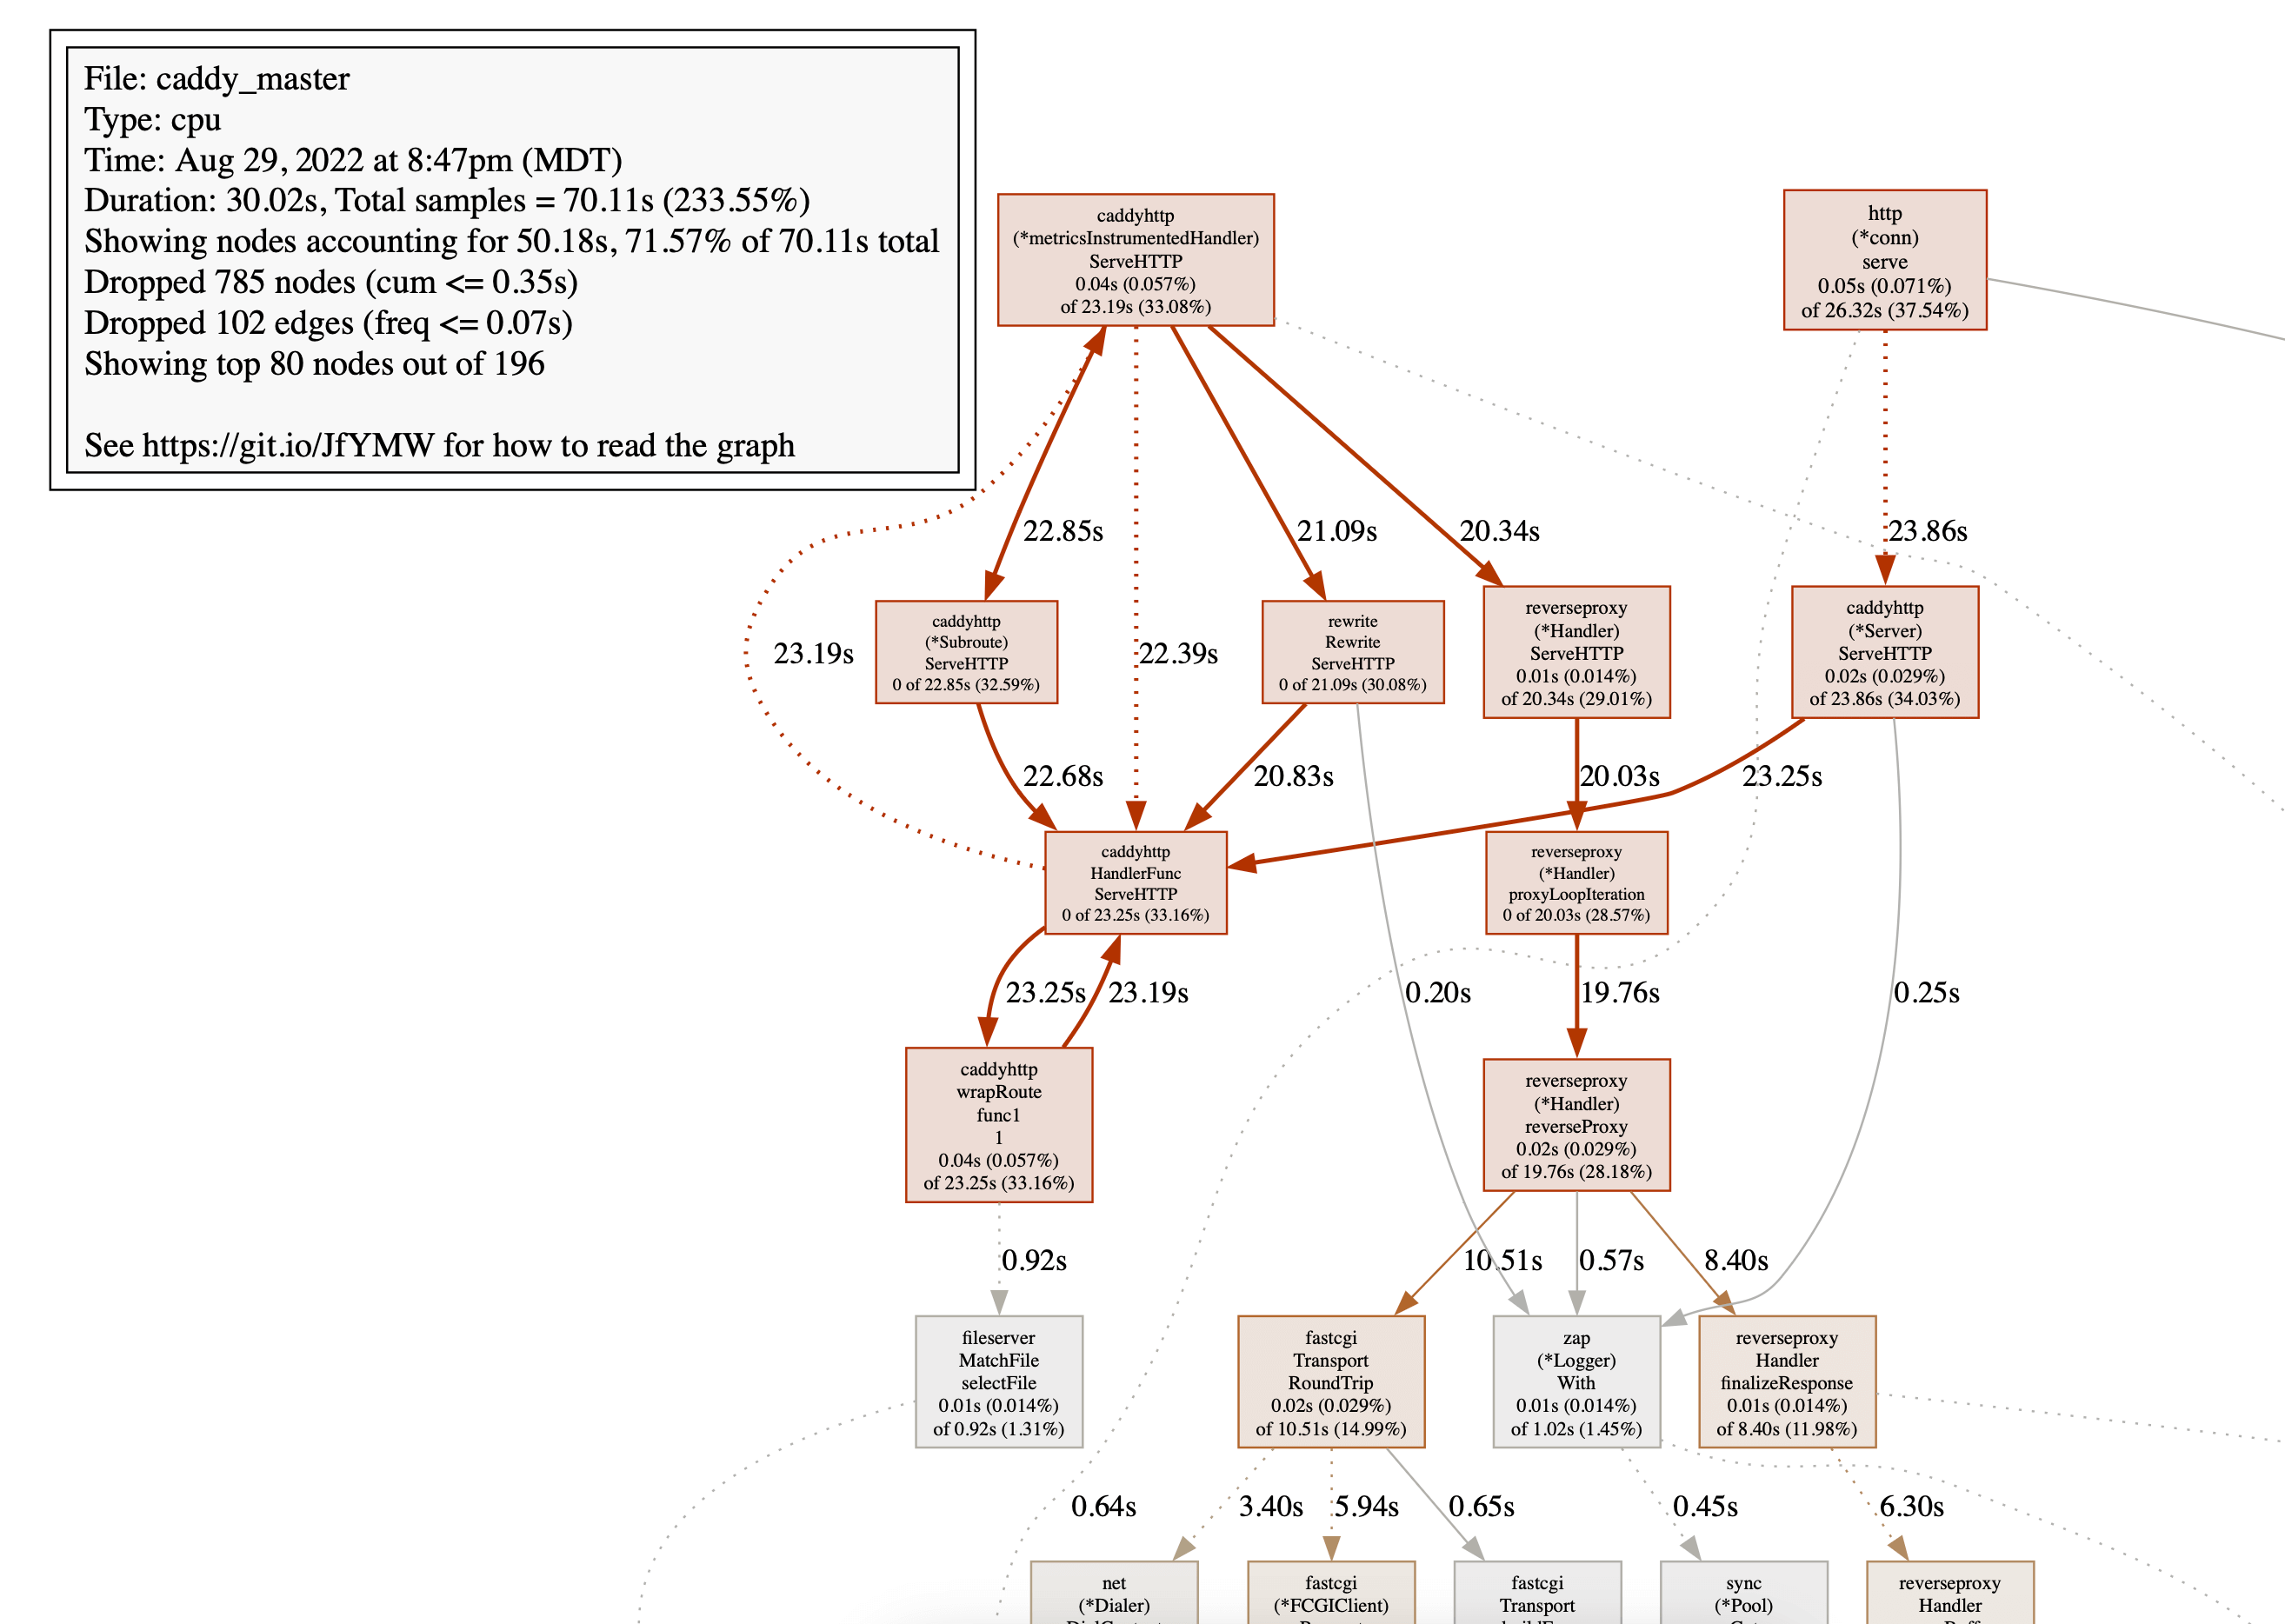 File: caddy_master
Type: cpu
Time: Aug 29, 2022 at 8:47pm (MDT)
Duration: 30.02s, Total samples = 70.11s (233.55%)
Showing nodes accounting for 50.18s, 71.57% of 70.11s total
Dropped 785 nodes (cum <= 0.35s)
Dropped 102 edges (freq <= 0.07s)
Showing top 80 nodes out of 196
See https://git.io/JfYMW for how to read the graph
caddyhttp
(*metricsInstrumentedHandler)
ServeHTTP
0.04s (0.057%)
of 23.19s (33.08%)
http
(*conn)
serve
0.05s (0.071%)
of 26.32s (37.54%)
22.85s
21.09s
20.34s
23.86s
23.19s
caddyhttp
(*Subroute)
ServeHTTP
0 of 22.85s (32.59%)
22.39s
rewrite
Rewrite
ServeHTTP
0 of 21.09s (30.08%)
reverseproxy
(*Handler)
ServeHTTP
0.01s (0.014%)
of 20.34s (29.01%)
caddyhttp
(*Server)
ServeHTTP
0.02s (0.029%)
of 23.86s (34.03%)
22.68s
20.83s
20.03s
23.25s
caddyhttp
HandlerFunc
ServeHTTP
0 of 23.25s (33.16%)
reverseproxy
(*Handler)
proxyLoopIteration
0 of 20.03s (28.57%)
23.25s
23.19s
0.20s
19.76s
0.25s
caddyhttp
wrapRoute
func1
1
0.04s (0.057%)
of 23.25s (33.16%)
reverseproxy
(*Handler)
reverseProxy
0.02s (0.029%)
of 19.76s (28.18%)
0.92s
10.51s
0.57s
8.40s
fileserver
MatchFile
selectFile
0.01s (0.014%)
of 0.92s (1.31%)
fastcgi
Transport
RoundTrip
0.02s (0.029%)
of 10.51s (14.99%)
zap
(*Logger)
With
0.01s (0.014%)
of 1.02s (1.45%)
reverseproxy
Handler
finalizeResponse
0.01s (0.014%)
of 8.40s (11.98%)
0.64s
3.40s
5.94s
0.65s
0.45s
6.30s
net
(*Dialer)
fastcgi
(*FCGIClient)
fastcgi
Transport
sync
(*Pool)
reverseproxy
Handler